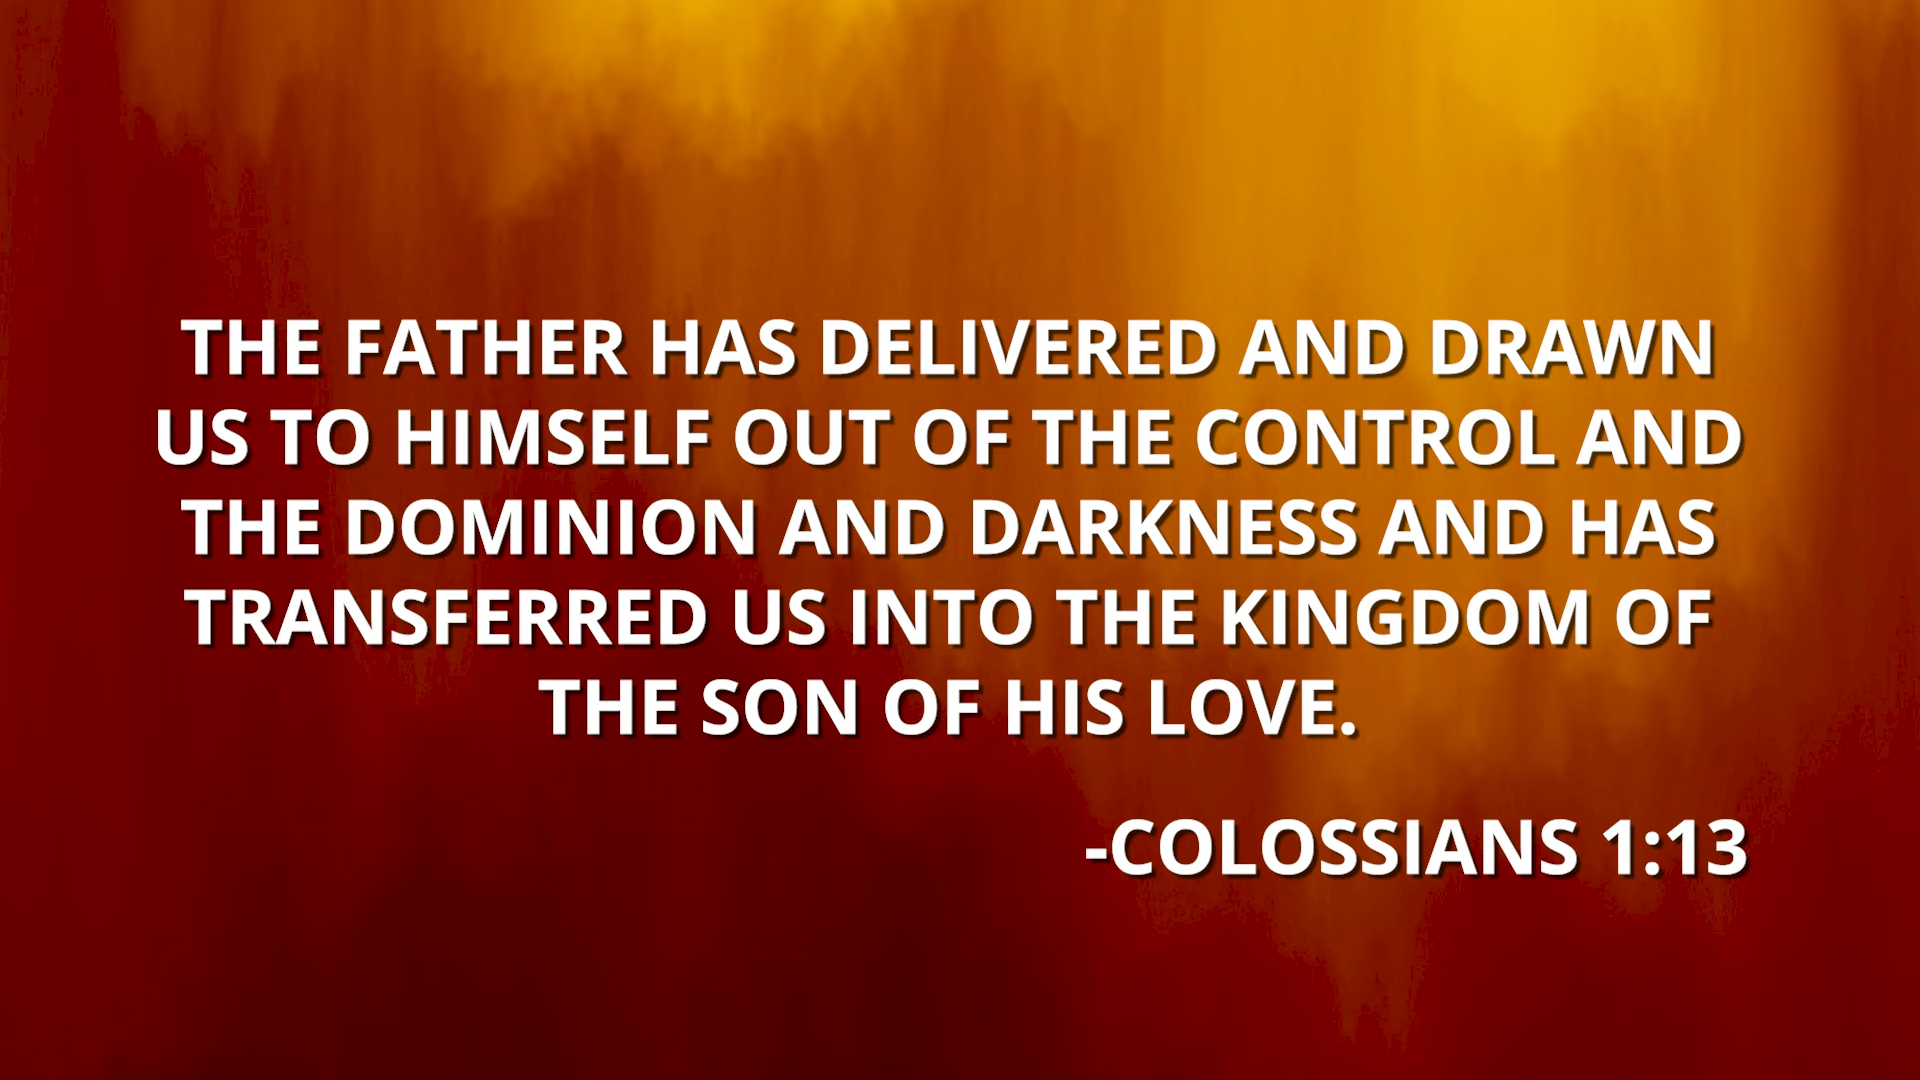 THE FATHER HAS DELIVERED AND DRAWN
US TO HIMSELF OUT OF THE CONTROL AND
THE DOMINION AND DARKNESS AND HAS
TRANSFERRED US INTO THE KINGDOM OF
THE SON OF HIS LOVE.
-COLOSSIANS 1:13